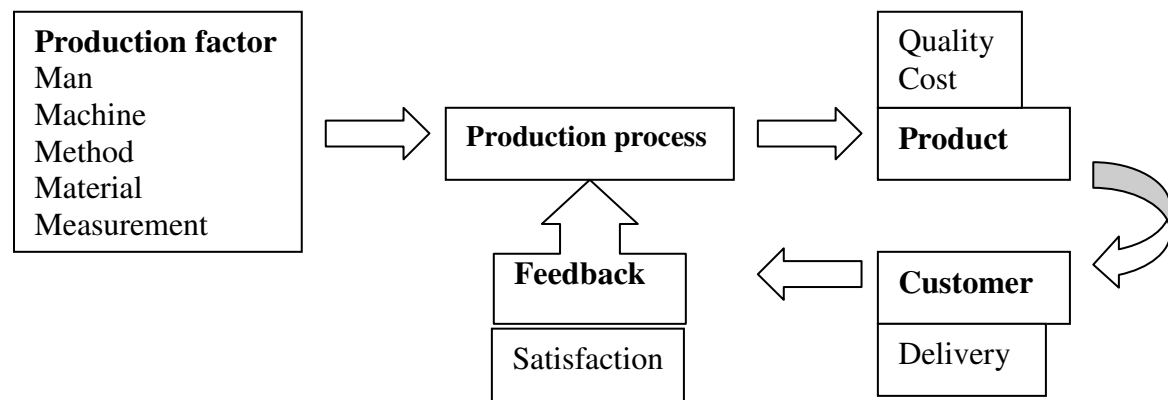 Production factor
Man
Machine
Method
Material
Measurement
Production process
Quality
Cost
Product
Customer
Delivery
Feedback
Satisfaction